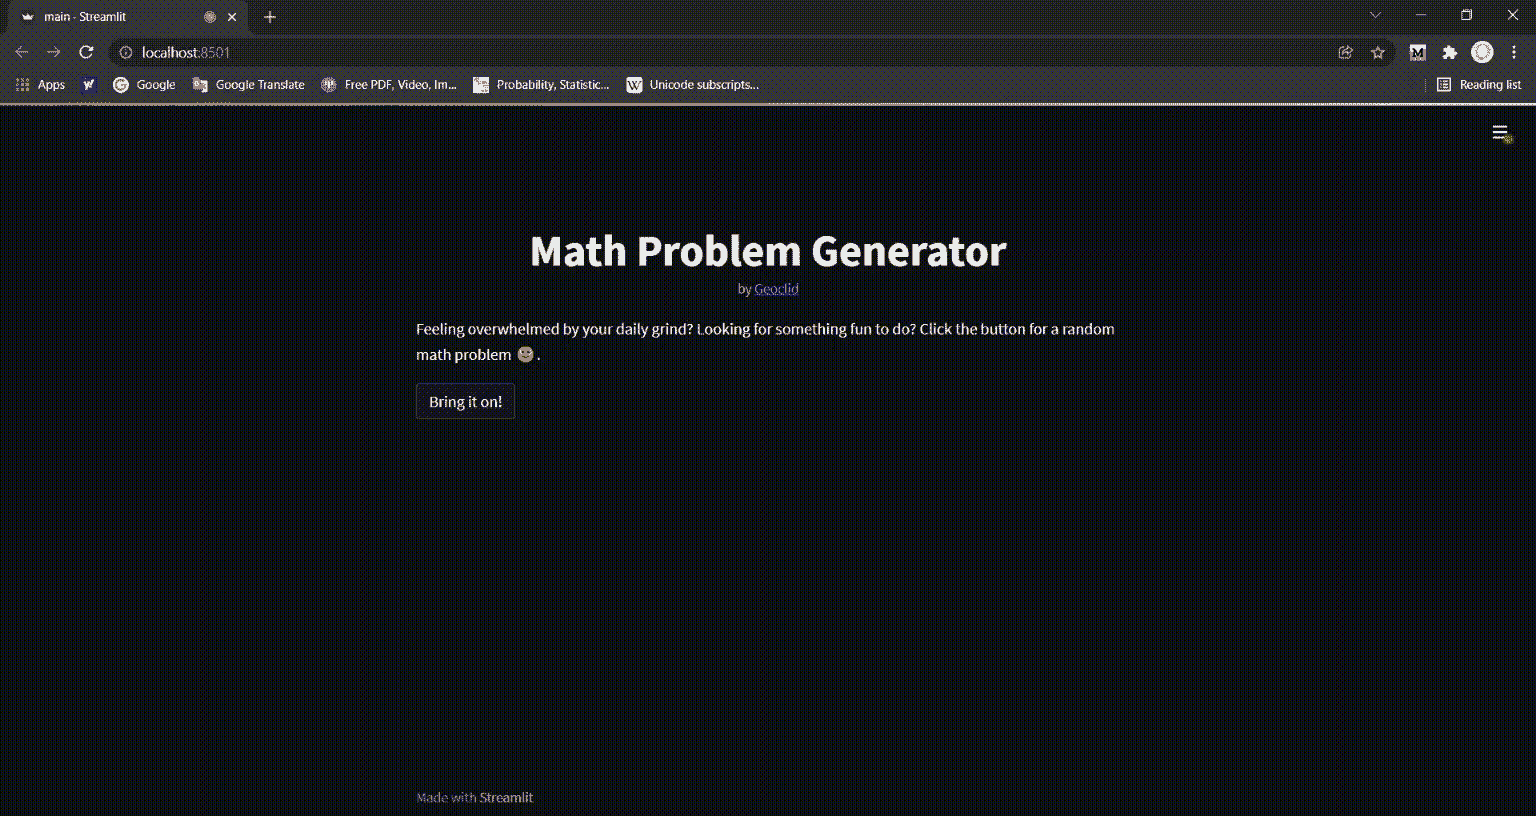 main - Streamlit
localhost:8501
Apps
Google
Google Translate
Free PDF, Video, Im...
Probability, Statistic...
Unicode subscripts...
Reading list
Math Problem Generator
by Geoclid
Feeling overwhelmed by your daily grind? Looking for something fun to do? Click the button for a random
math problem 🙂 .
Bring it on!
Made with Streamlit